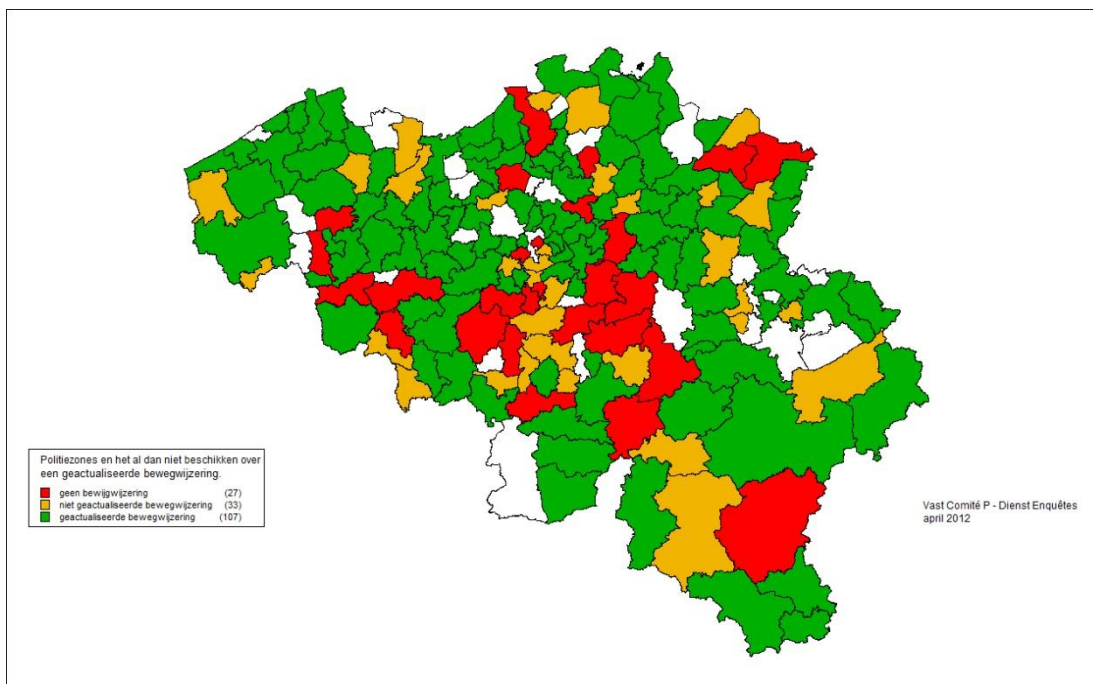 Politiezones en het al dan niet beschikken over
een geactualiseerde bewegwijzering.
geen bewijgwijzering (27)
niet geactualiseerde bewegwijzering (33)
geactualiseerde bewegwijzering (107)
Vast Comité P - Dienst Enquêtes
april 2012